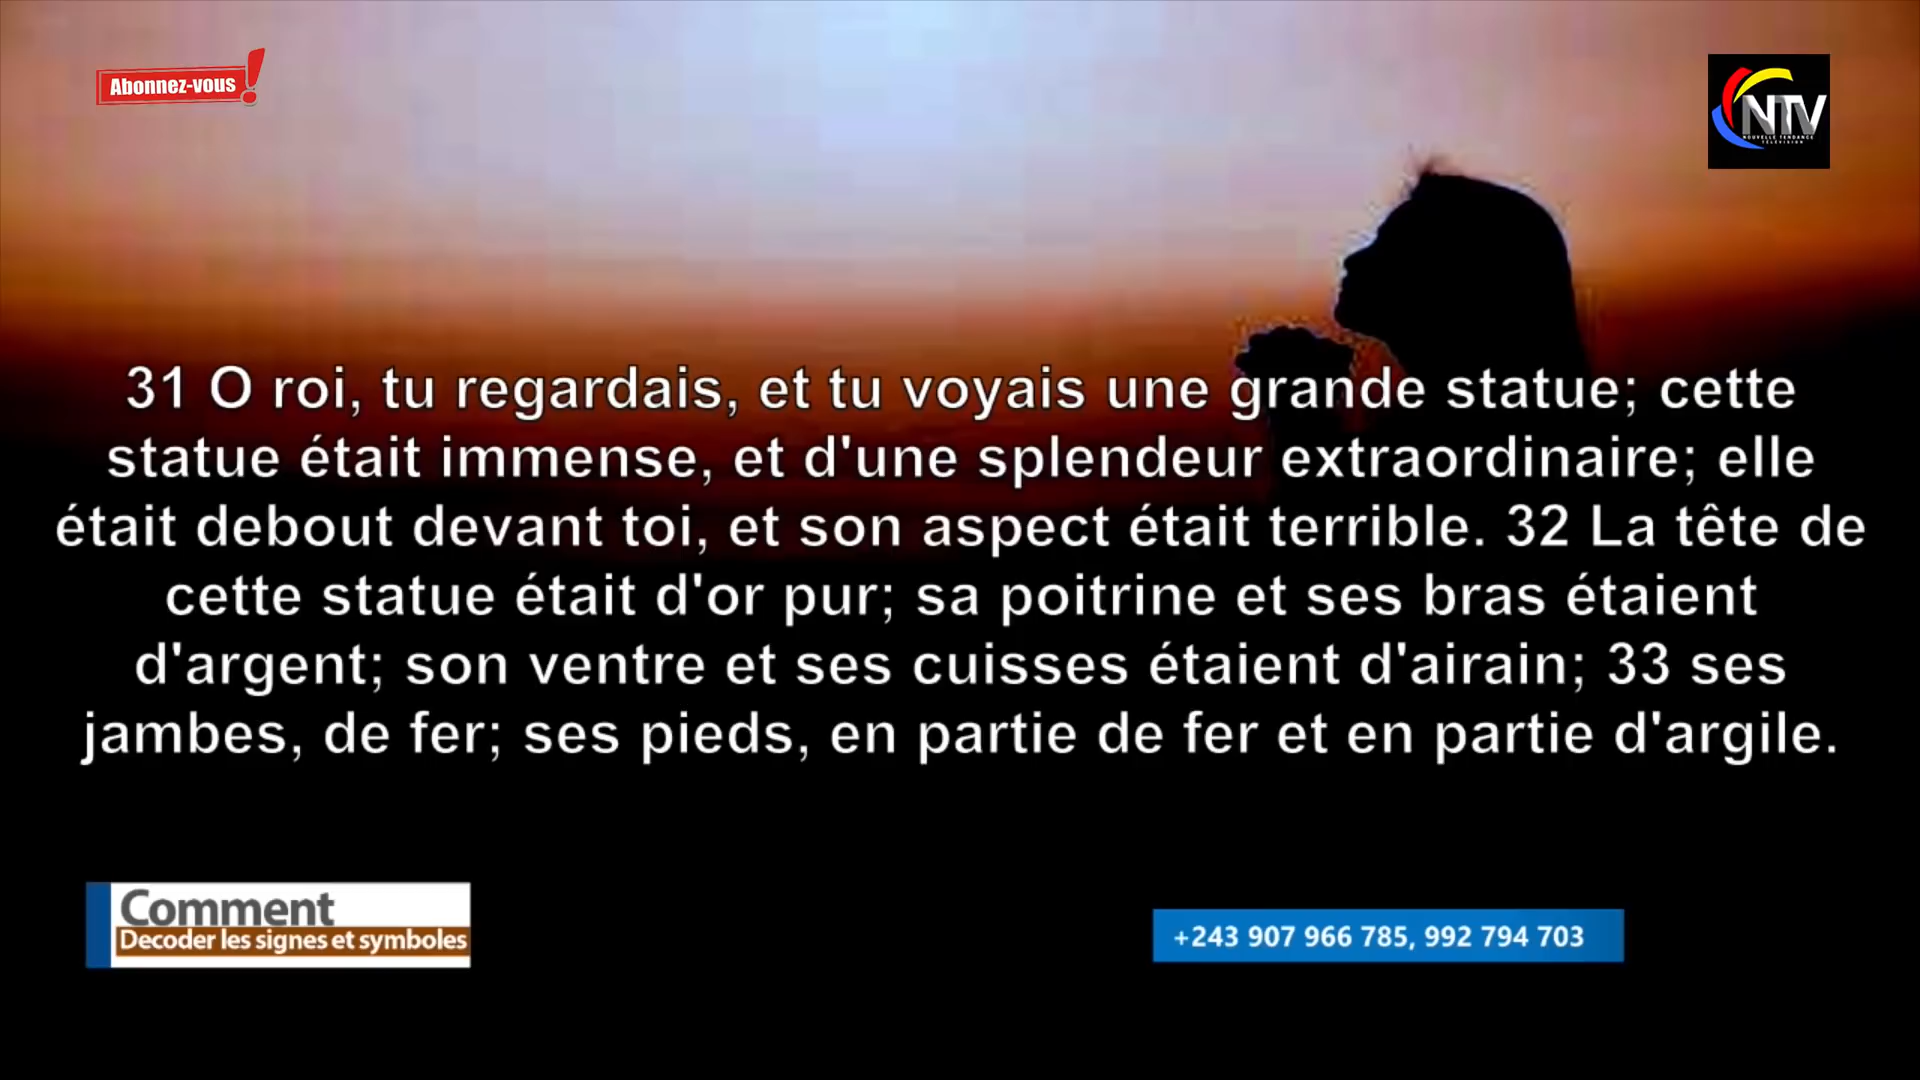 Abonnez-vous!
NTV
NOUVELLE TENDANCE
TELEVISION
31 O roi, tu regardais, et tu voyais une grande statue; cette
statue était immense, et d'une splendeur extraordinaire; elle
était debout devant toi, et son aspect était terrible. 32 La tête de
cette statue était d'or pur; sa poitrine et ses bras étaient
d'argent; son ventre et ses cuisses étaient d'airain; 33 ses
jambes, de fer; ses pieds, en partie de fer et en partie d'argile.
Comment
Decoder les signes et symboles
+243 907 966 785, 992 794 703